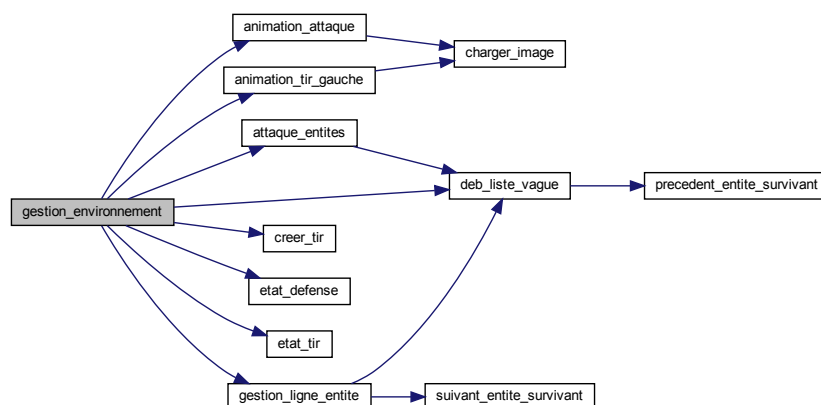 animation_attaque
charger_image
animation_tir_gauche
attaque_entites
deb_liste_vague
precedent_entite_survivant
gestion_environnement
creer_tir
etat_defense
etat_tir
gestion_ligne_entite
suivant_entite_survivant